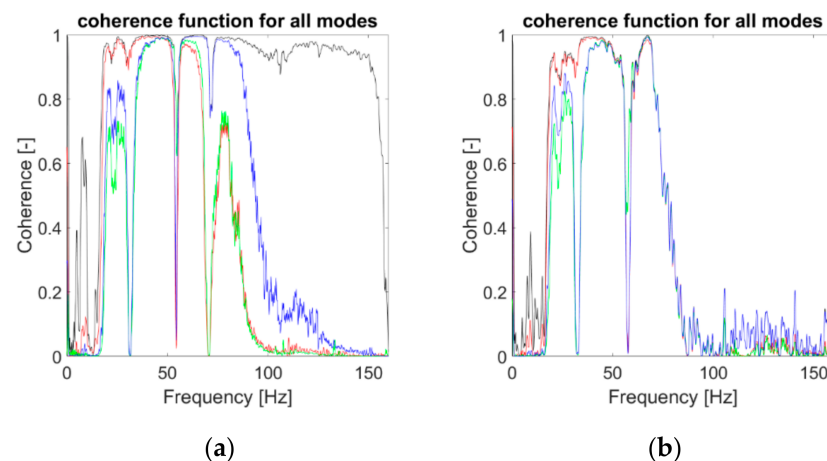 coherence function for all modes
1
0.8
0.6
0.4
0.2
0
Coherence [-]
0
50
100
150
Frequency [Hz]
(a)
coherence function for all modes
1
0.8
0.6
0.4
0.2
0
Coherence [-]
0
50
100
150
Frequency [Hz]
(b)